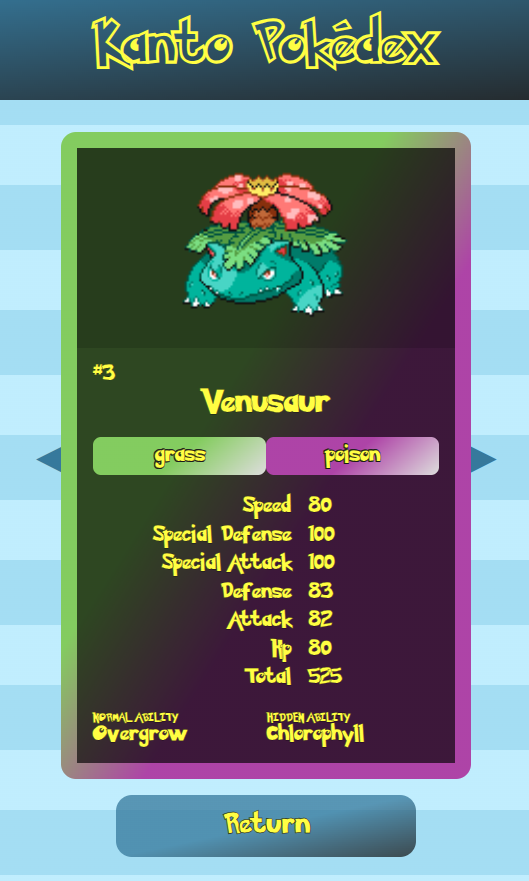 Kanto Pokédex
#3
Venusaur
grass poison
Speed 80
Special Defense 100
Special Attack 100
Defense 83
Attack 82
Hp 80
Total 525
NORMAL ABILITY HIDDEN ABILITY
Overgrow Chlorophyll
Return